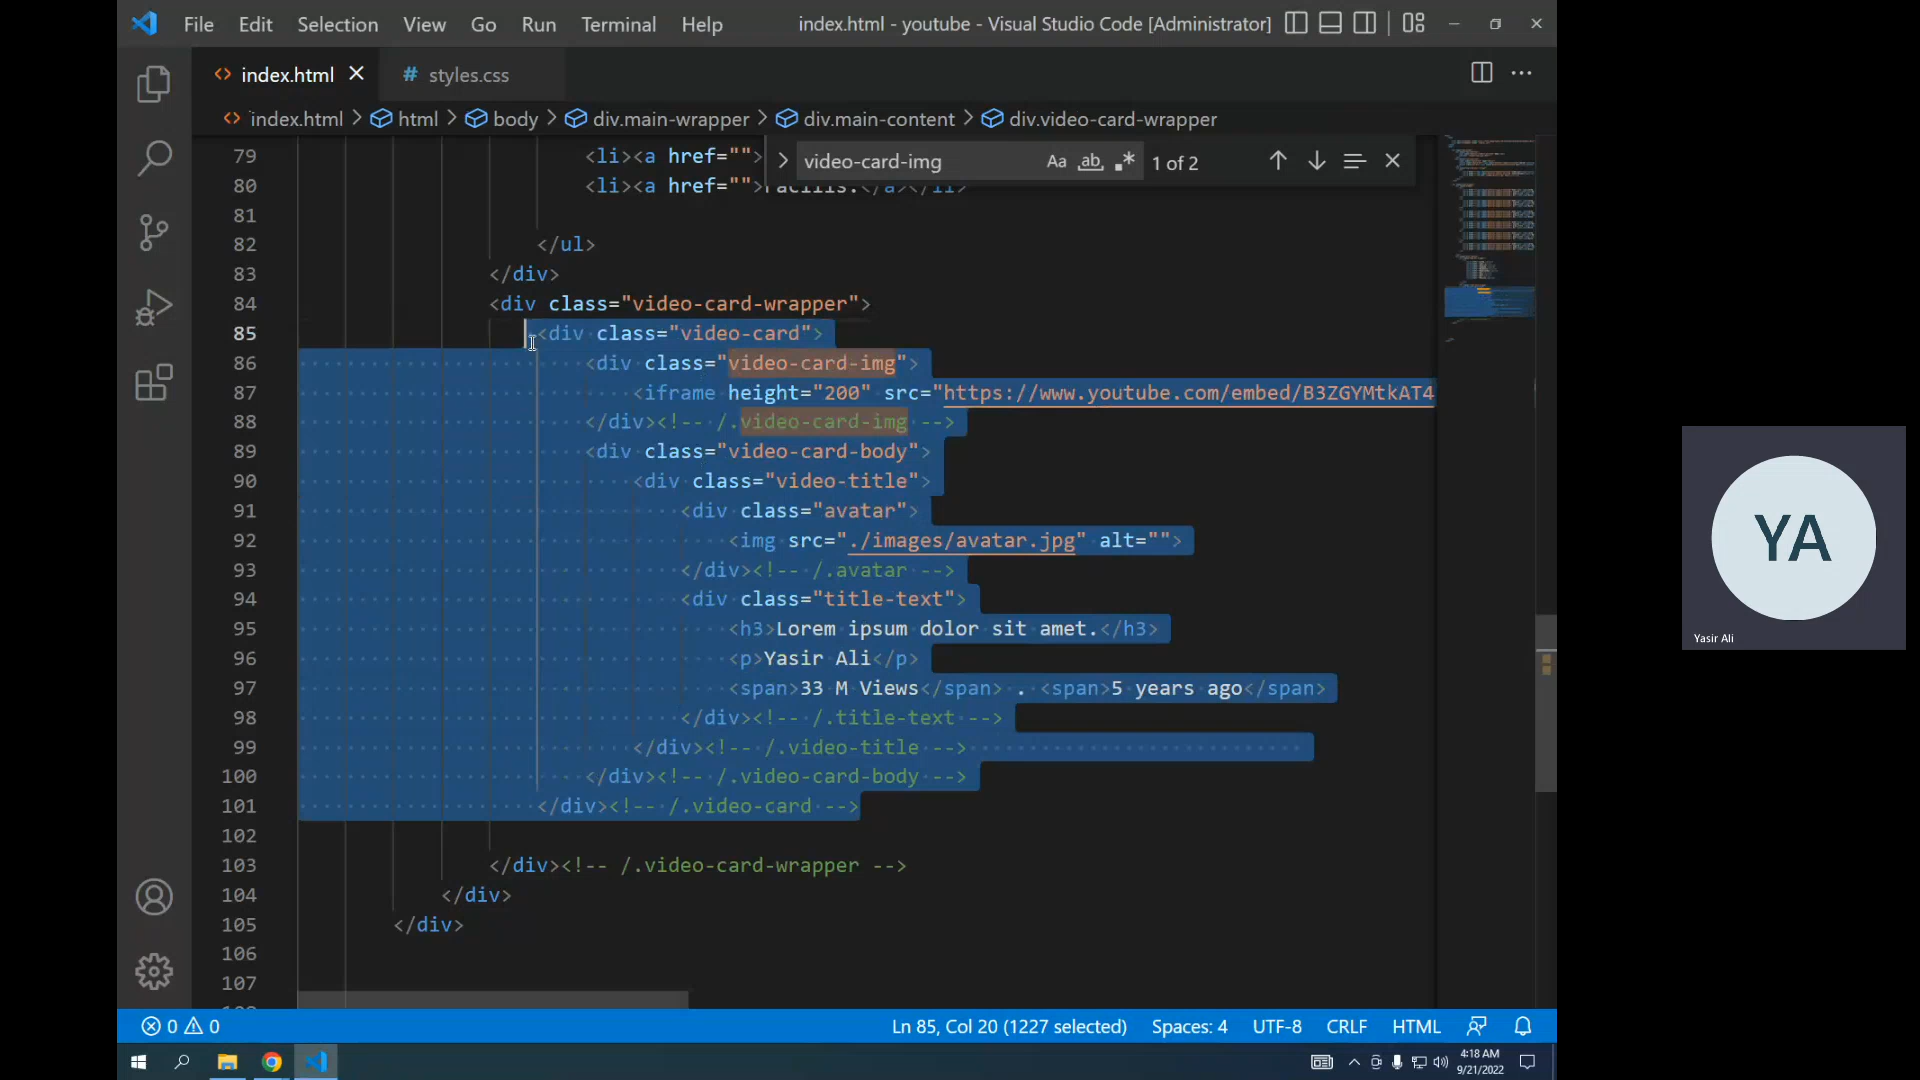 File Edit Selection View Go Run Terminal Help index.html - youtube - Visual Studio Code [Administrator]
index.html styles.css
index.html > html > body > div.main-wrapper > div.main-content > div.video-card-wrapper
video-card-img Aa ab 1 of 2
79 <li><a href="">
80 <li><a href="">Facilis.</a></li>
81
82 </ul>
83 </div>
84 <div class="video-card-wrapper">
85 <div class="video-card">
86 <div class="video-card-img">
87 <iframe height="200" src="https://www.youtube.com/embed/B3ZGYMtkAT4
88 </div><!-- /.video-card-img -->
89 <div class="video-card-body">
90 <div class="video-title">
91 <div class="avatar">
92 <img src="./images/avatar.jpg" alt="">
93 </div><!-- /.avatar -->
94 <div class="title-text">
95 <h3>Lorem ipsum dolor sit amet.</h3>
96 <p>Yasir Ali</p>
97 <span>33 M Views</span> . <span>5 years ago</span>
98 </div><!-- /.title-text -->
99 </div><!-- /.video-title -->
100 </div><!-- /.video-card-body -->
101 </div><!-- /.video-card -->
102
103 </div><!-- /.video-card-wrapper -->
104 </div>
105 </div>
106
107
YA
Yasir Ali
0 0 Ln 85, Col 20 (1227 selected) Spaces: 4 UTF-8 CRLF HTML
4:18 AM
9/21/2022